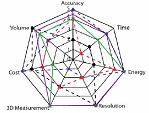 Accuracy
Volume
Time
Cost
Energy
3D Measurement
Resolution